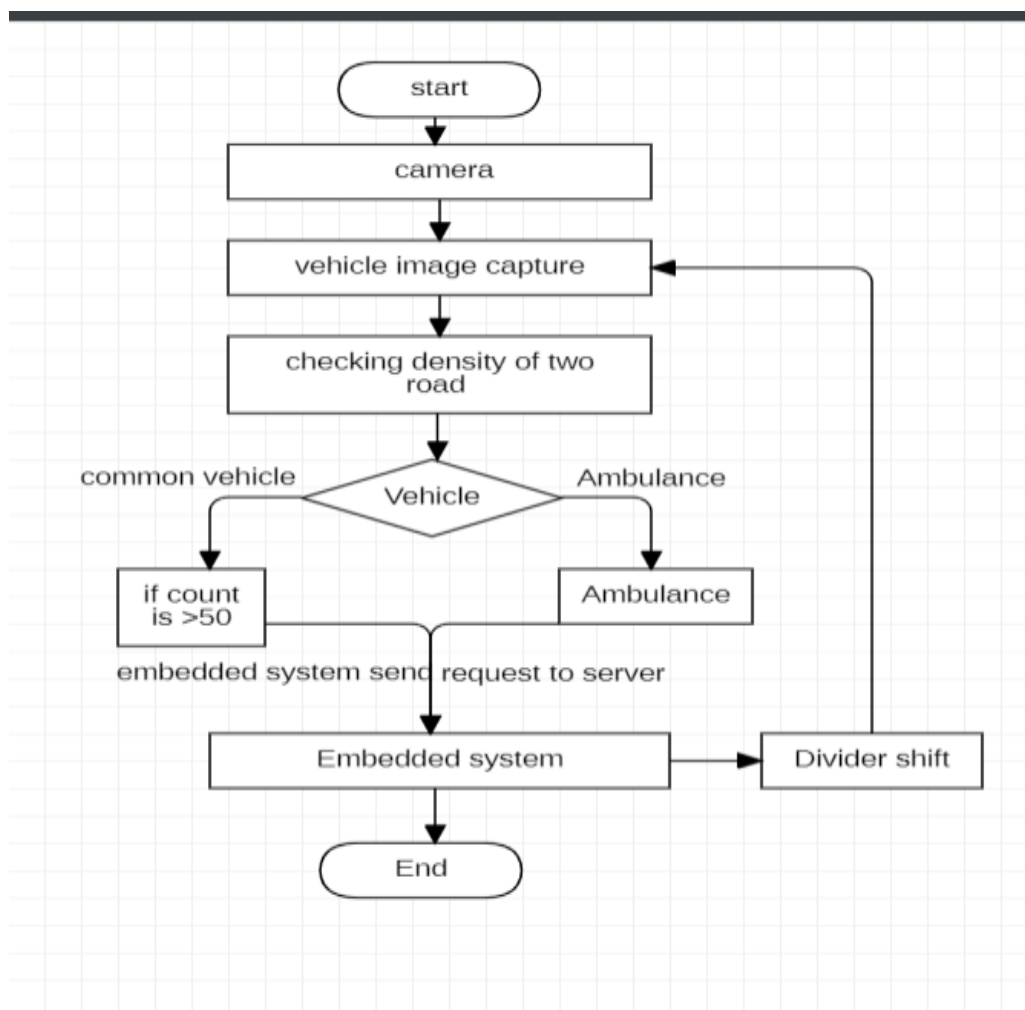 start
camera
vehicle image capture
checking density of two
road
common vehicle
Vehicle
Ambulance
if count
is >50
Ambulance
embedded system send request to server
Embedded system
Divider shift
End